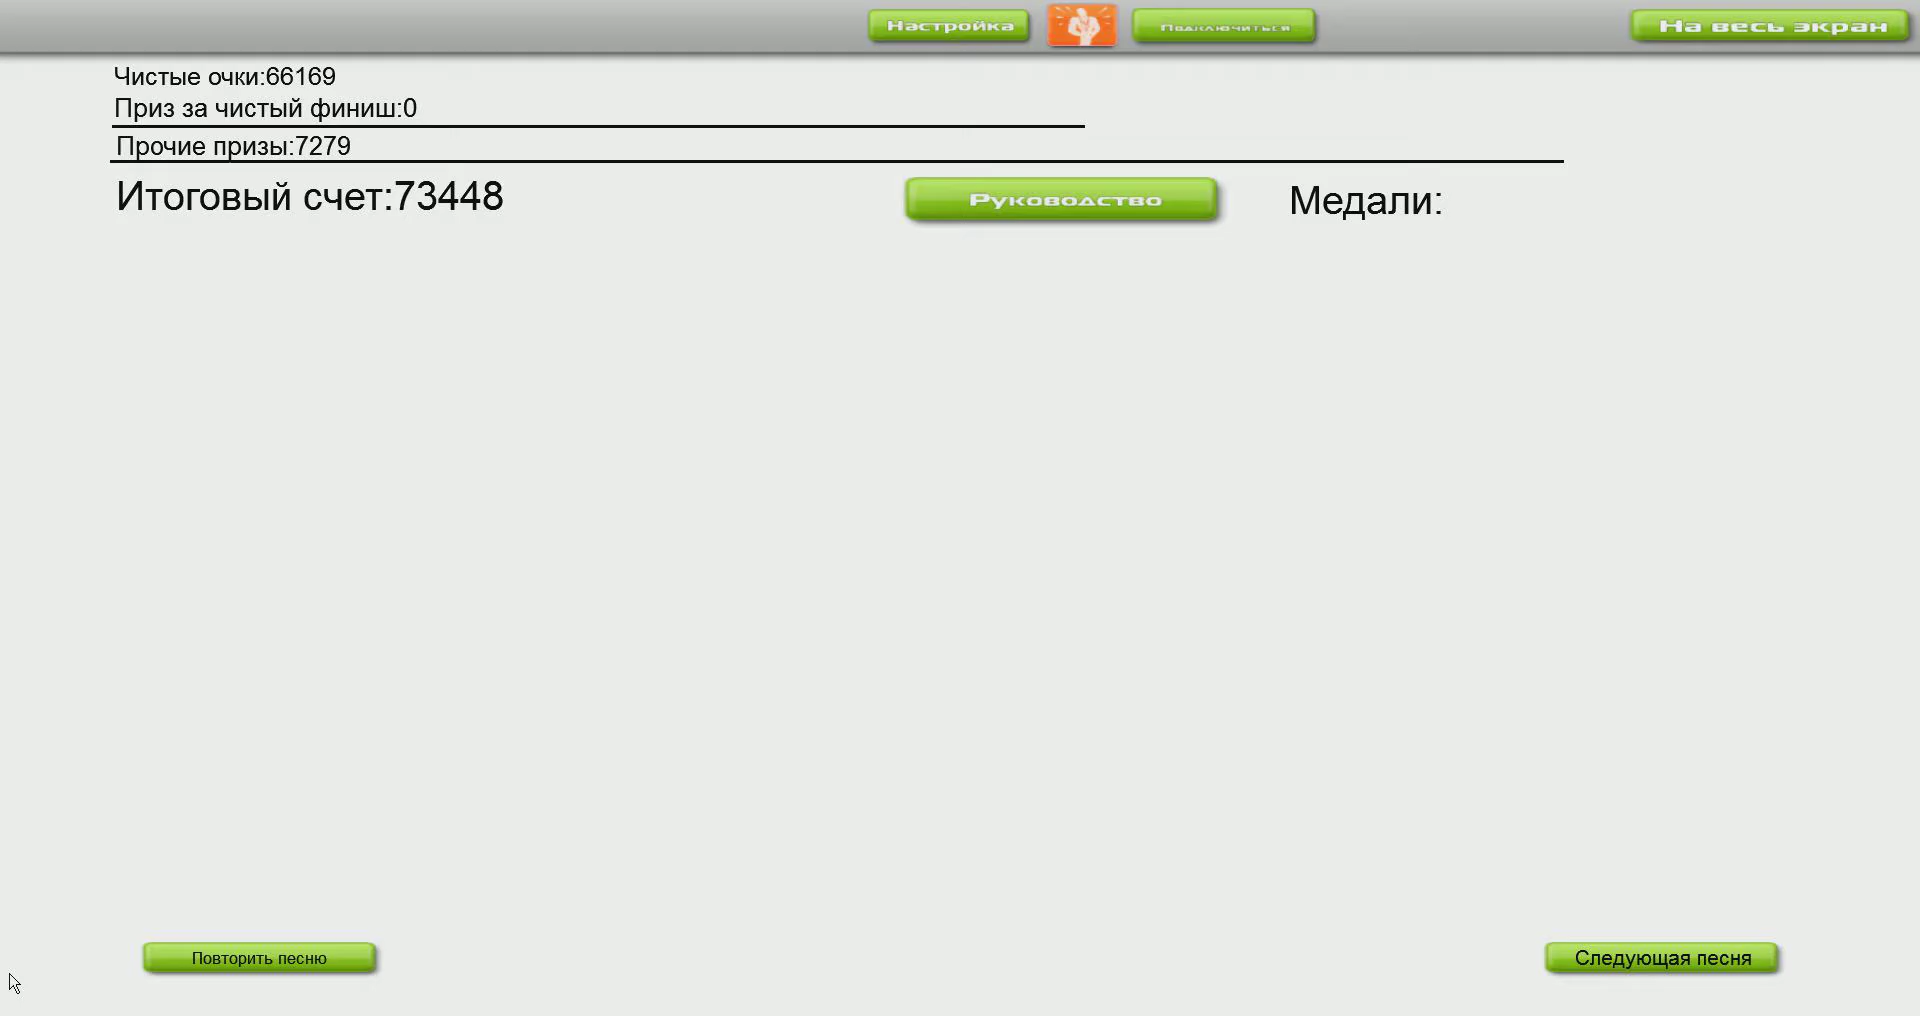 Настройка
Подключиться
На весь экран
Чистые очки:66169
Приз за чистый финиш:0
Прочие призы:7279
Итоговый счет:73448
Руководство
Медали:
Повторить песню
Следующая песня